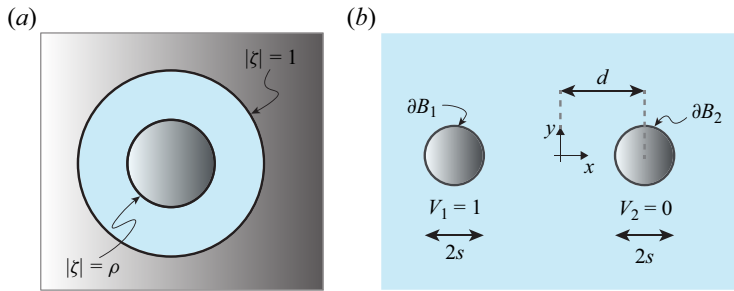 (a)
|ζ| = 1
|ζ| = ρ
(b)
d
∂B₁
∂B₂
y
x
V₁ = 1
V₂ = 0
2s
2s